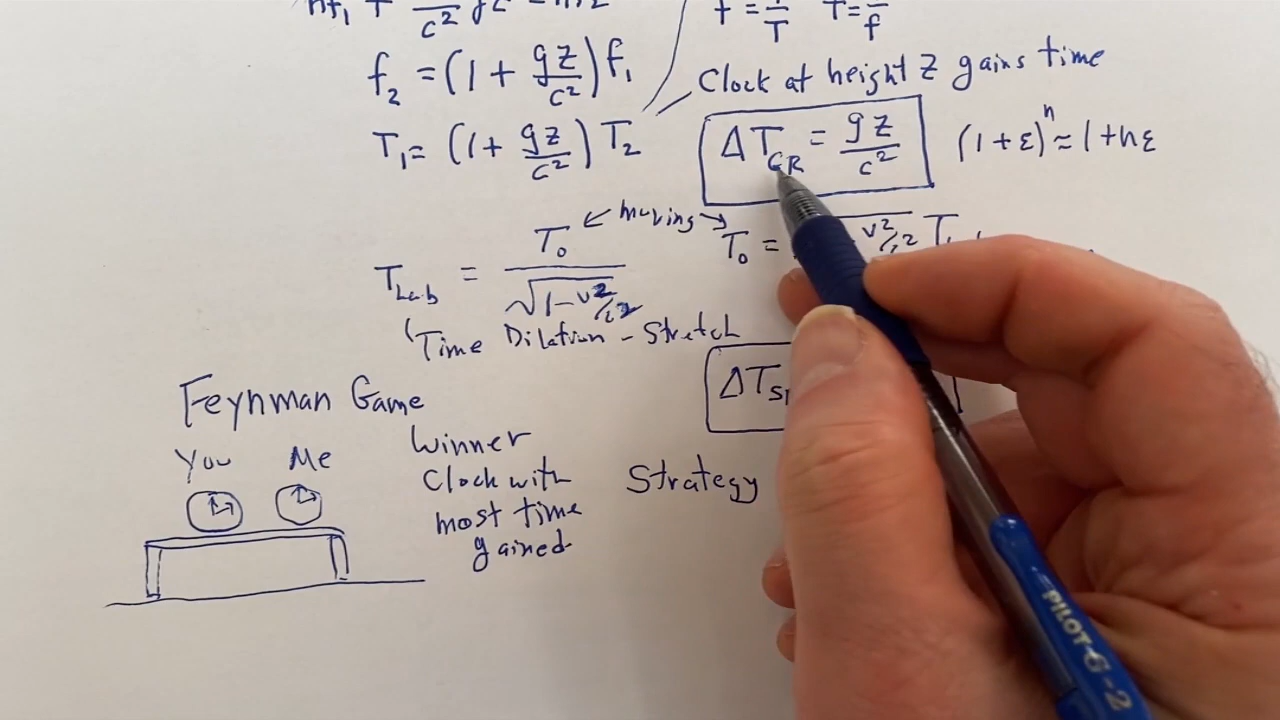 f₂ = (1 + gz/c²) f₁
f = 1/T T = 1/f
Clock at height Z gains time
T₁ = (1 + gz/c²) T₂
ΔT_GR = gz/c²
(1+ε)ⁿ ≈ 1+nε
T_Lab = T₀/√1-v²/c²
← moving →
T₀ =
v²/c²
Time Dilation - Stretch
ΔT
Feynman Game
You Me
Winner
Clock with
most time
gained
Strategy
PILOT G-2